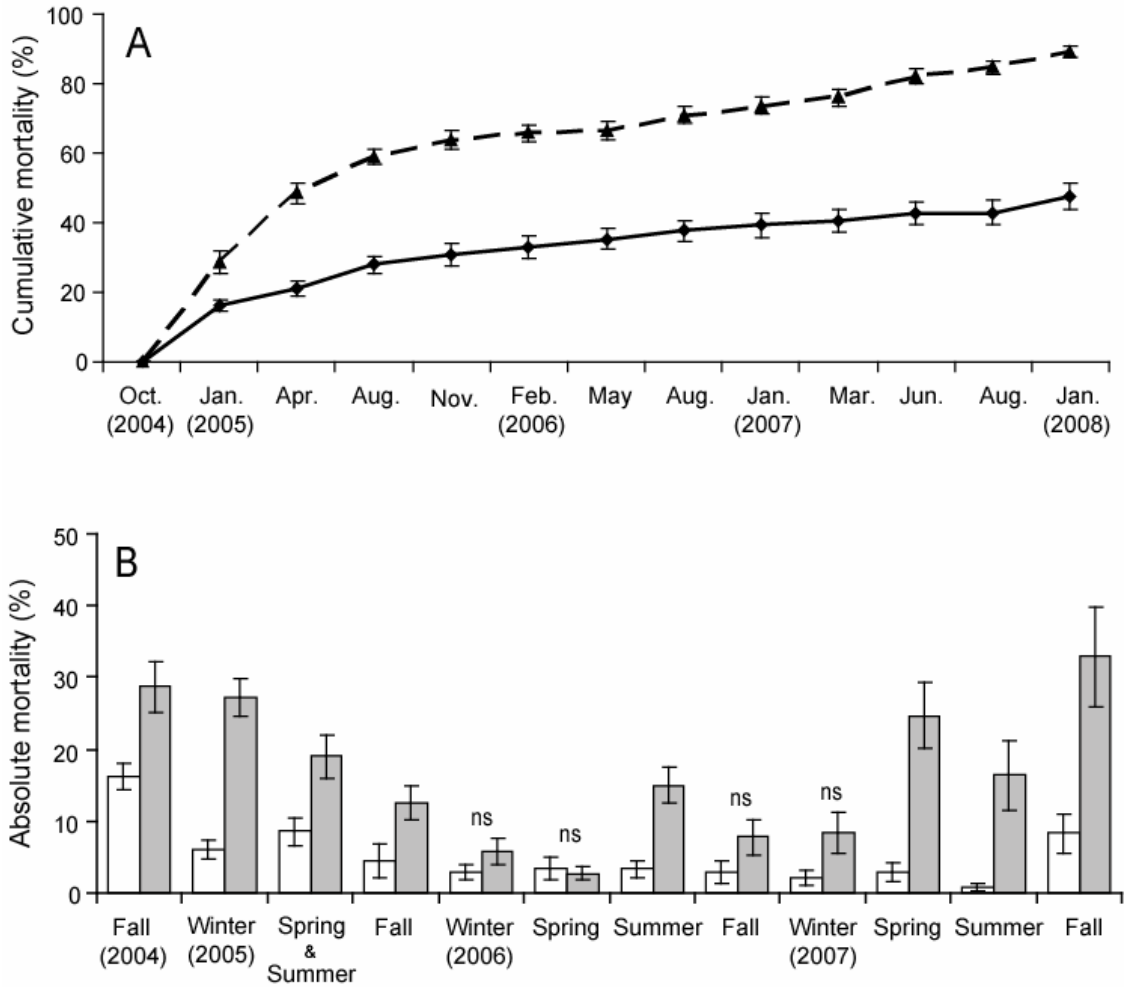 A
Cumulative mortality (%)
100
80
60
40
20
0
Oct. Jan. Apr. Aug. Nov. Feb. May Aug. Jan. Mar. Jun. Aug. Jan.
(2004) (2005) (2006) (2007) (2008)
B
Absolute mortality (%)
50
40
30
20
10
0
ns ns ns ns
Fall Winter Spring Fall Winter Spring Summer Fall Winter Spring Summer Fall
(2004) (2005) & (2006) (2007)
Summer